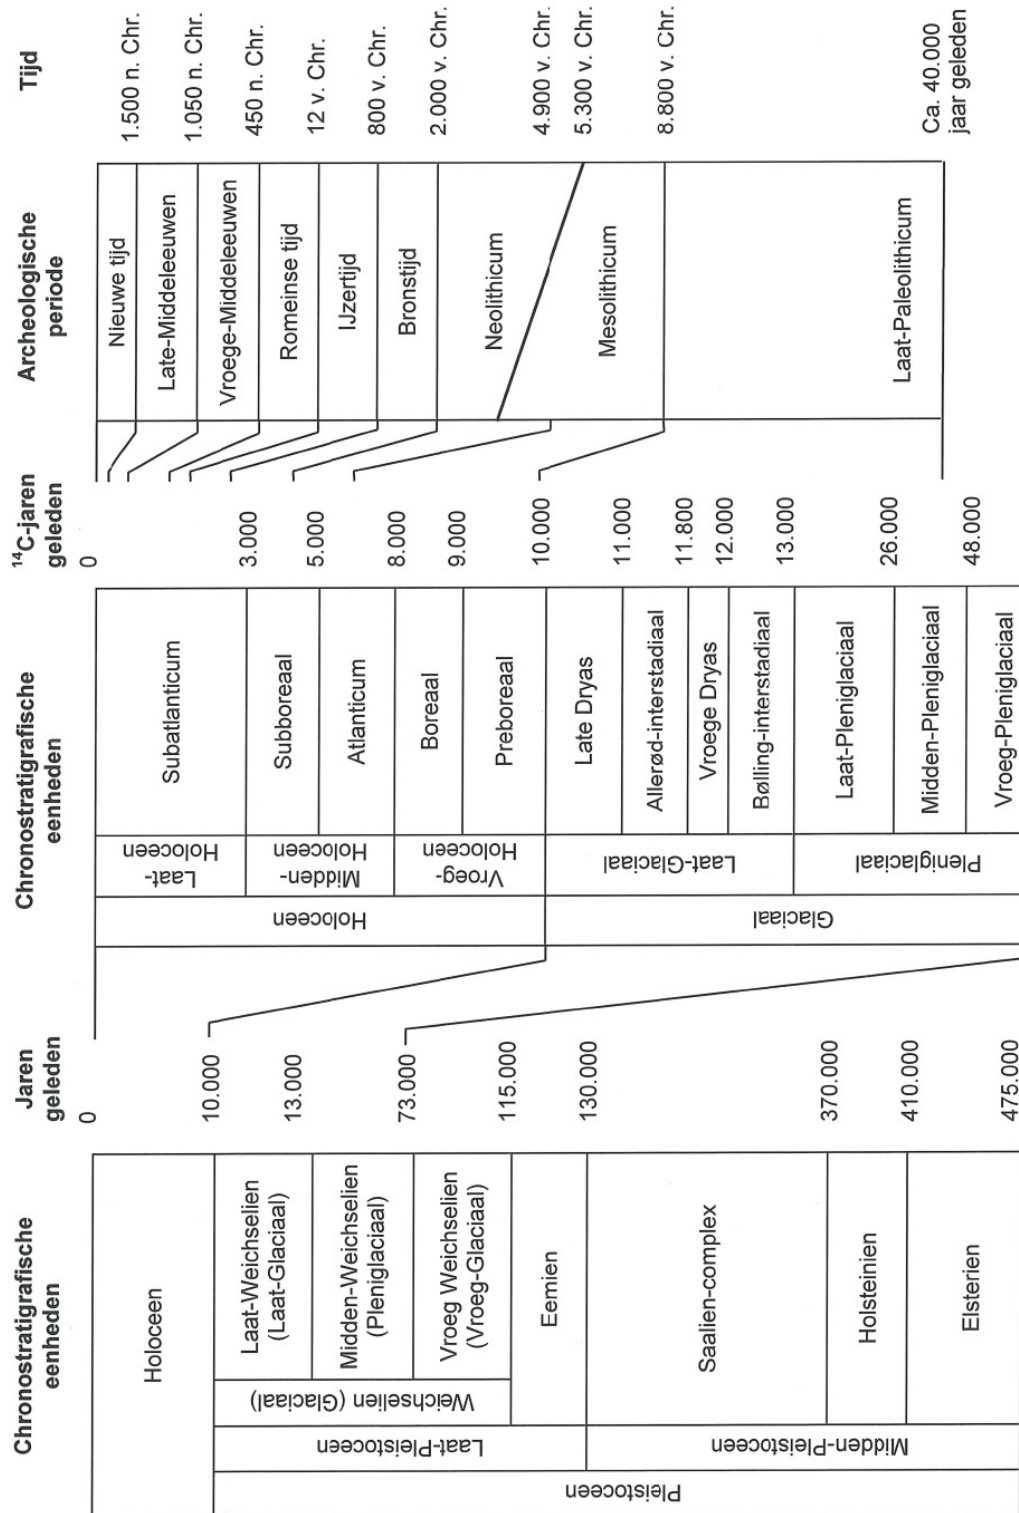 Chronostratigrafische
eenheden
Jaren
geleden
Chronostratigrafische
eenheden
¹⁴C-jaren
geleden
Archeologische
periode
Tijd
Holoceen
Laat-Weichselien
(Laat-Glaciaal)
Midden-Weichselien
(Pleniglaciaal)
Vroeg Weichselien
(Vroeg-Glaciaal)
Eemien
Saalien-complex
Holsteinien
Elsterien
Weichselien (Glaciaal)
Laat-Pleistoceen
Midden-Pleistoceen
Pleistoceen
0
10.000
13.000
73.000
115.000
130.000
370.000
410.000
475.000
Holoceen
Glaciaal
Laat-
Holoceen
Midden-
Holoceen
Vroeg-
Holoceen
Laat-Glaciaal
Pleniglaciaal
Subatlanticum
Subboreaal
Atlanticum
Boreaal
Preboreaal
Late Dryas
Allerød-interstadiaal
Vroege Dryas
Bølling-interstadiaal
Laat-Pleniglaciaal
Midden-Pleniglaciaal
Vroeg-Pleniglaciaal
0
3.000
5.000
8.000
9.000
10.000
11.000
11.800
12.000
13.000
26.000
48.000
Nieuwe tijd
Late-Middeleeuwen
Vroege-Middeleeuwen
Romeinse tijd
IJzertijd
Bronstijd
Neolithicum
Mesolithicum
Laat-Paleolithicum
1.500 n. Chr.
1.050 n. Chr.
450 n. Chr.
12 v. Chr.
800 v. Chr.
2.000 v. Chr.
4.900 v. Chr.
5.300 v. Chr.
8.800 v. Chr.
Ca. 40.000
jaar geleden